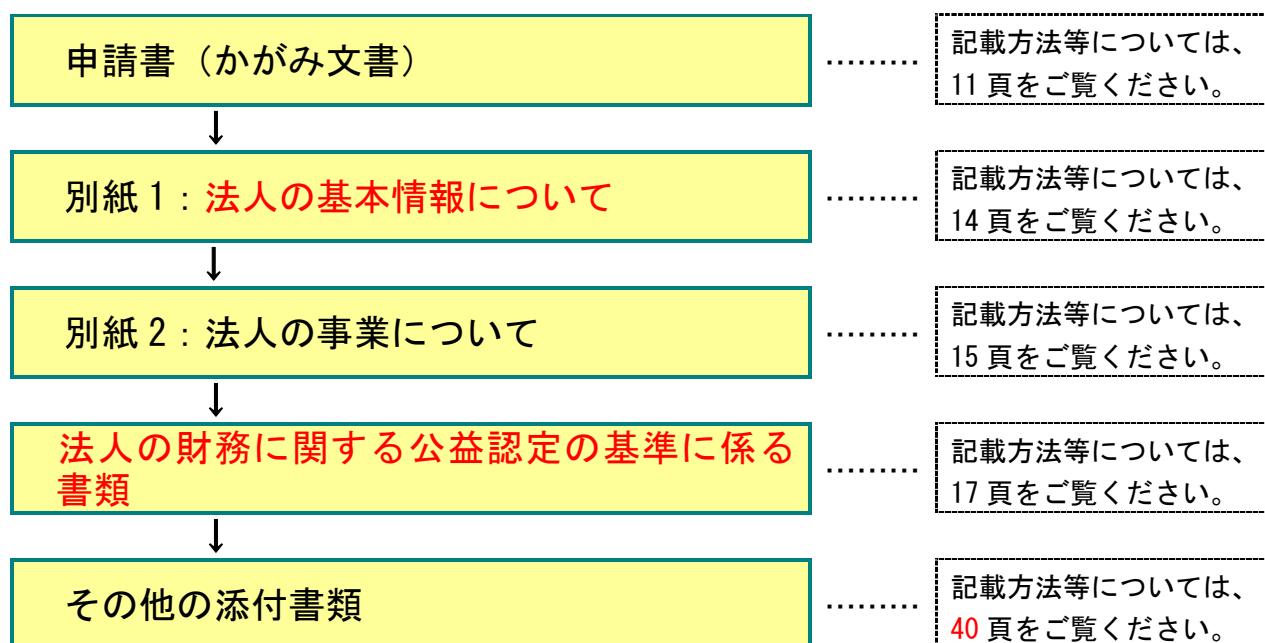 申請書（かがみ文書）
………
記載方法等については、
11 頁をご覧ください。
↓
別紙 1：法人の基本情報について
………
記載方法等については、
14 頁をご覧ください。
↓
別紙 2：法人の事業について
………
記載方法等については、
15 頁をご覧ください。
↓
法人の財務に関する公益認定の基準に係る
書類
………
記載方法等については、
17 頁をご覧ください。
↓
その他の添付書類
………
記載方法等については、
40 頁をご覧ください。